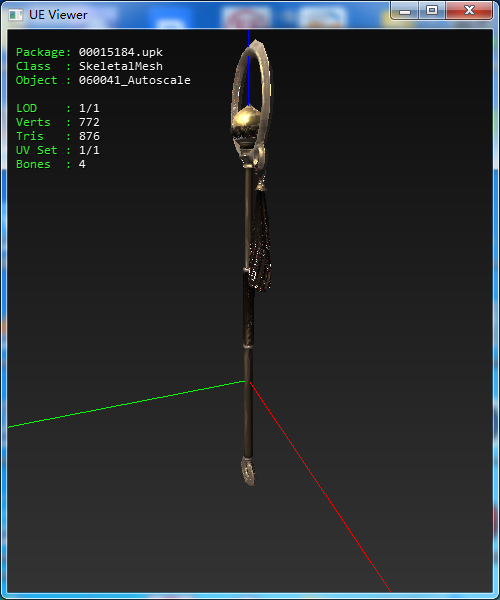 UE Viewer
Package: 00015184.upk
Class : SkeletalMesh
Object : 060041_Autoscale
LOD : 1/1
Verts : 772
Tris : 876
UV Set : 1/1
Bones : 4